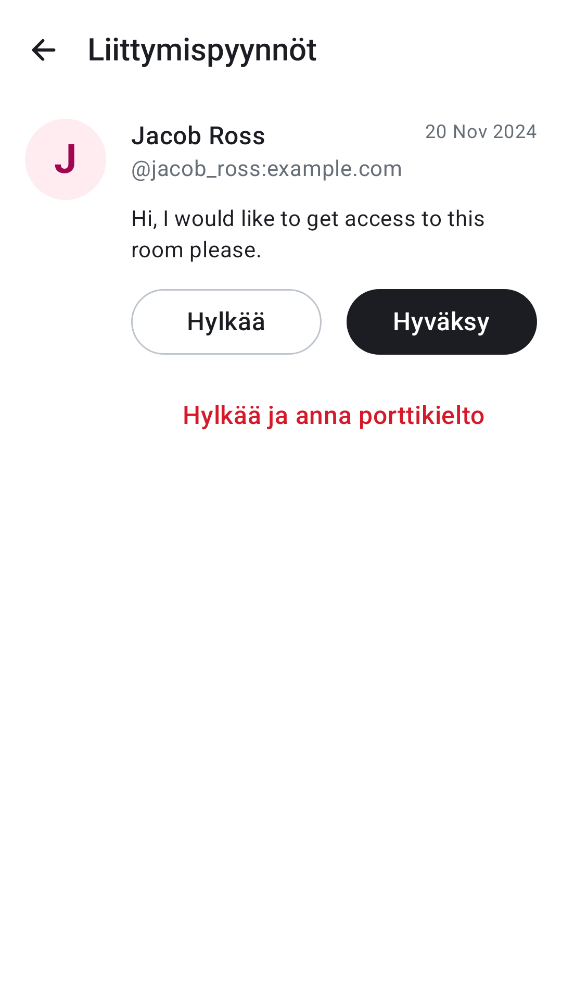 Liittymispyynnöt
J
Jacob Ross
20 Nov 2024
@jacob_ross:example.com
Hi, I would like to get access to this
room please.
Hylkää
Hyväksy
Hylkää ja anna porttikielto